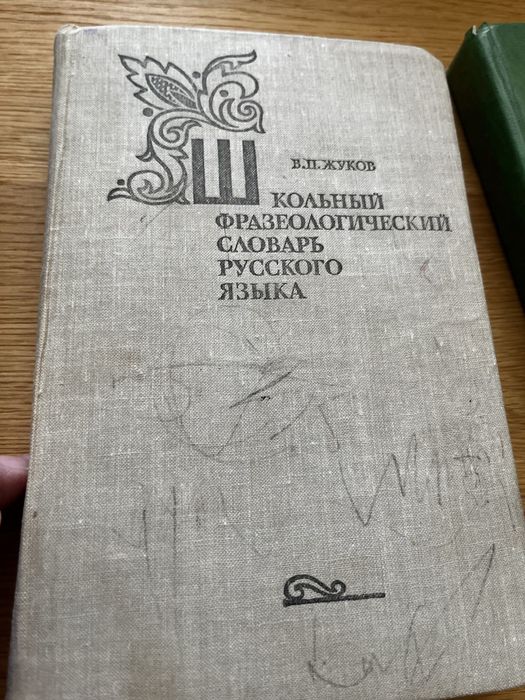 В.П.ЖУКОВ
ШКОЛЬНЫЙ
ФРАЗЕОЛОГИЧЕСКИЙ
СЛОВАРЬ
РУССКОГО
ЯЗЫКА